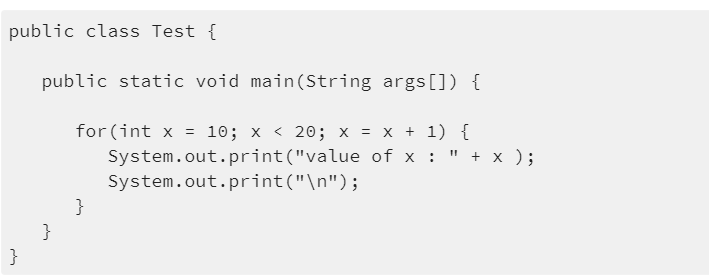 public class Test {
public static void main(String args[]) {
for(int x = 10; x < 20; x = x + 1) {
System.out.print("value of x : " + x );
System.out.print("\n");
}
}
}